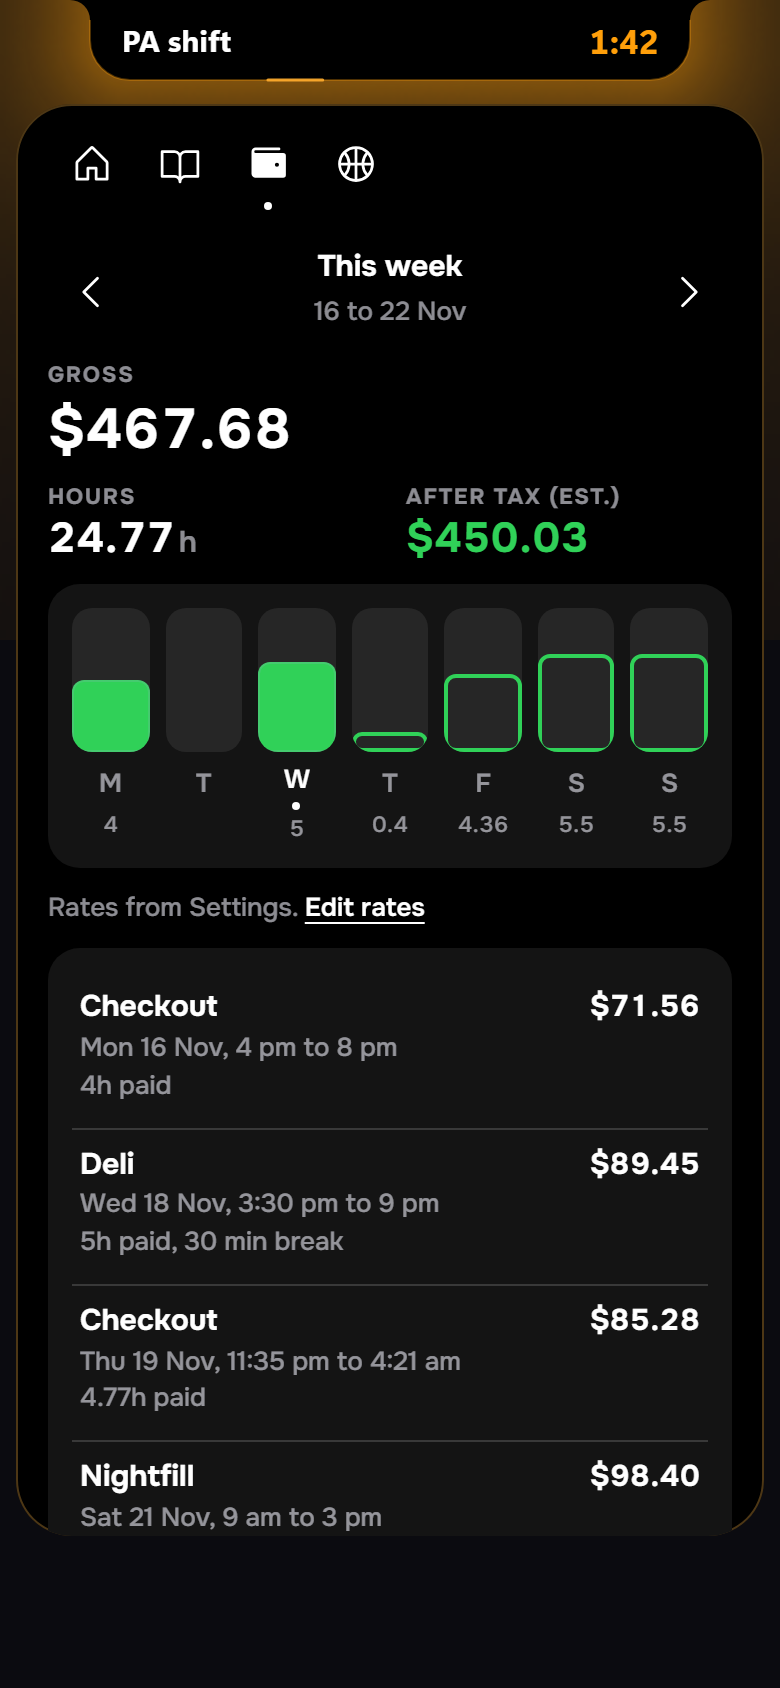 PA shift
1:42
This week
16 to 22 Nov
GROSS
$467.68
HOURS
AFTER TAX (EST.)
24.77h
$450.03
M T W T F S S
4 5 0.4 4.36 5.5 5.5
Rates from Settings. Edit rates
Checkout $71.56
Mon 16 Nov, 4 pm to 8 pm
4h paid
Deli $89.45
Wed 18 Nov, 3:30 pm to 9 pm
5h paid, 30 min break
Checkout $85.28
Thu 19 Nov, 11:35 pm to 4:21 am
4.77h paid
Nightfill $98.40
Sat 21 Nov, 9 am to 3 pm